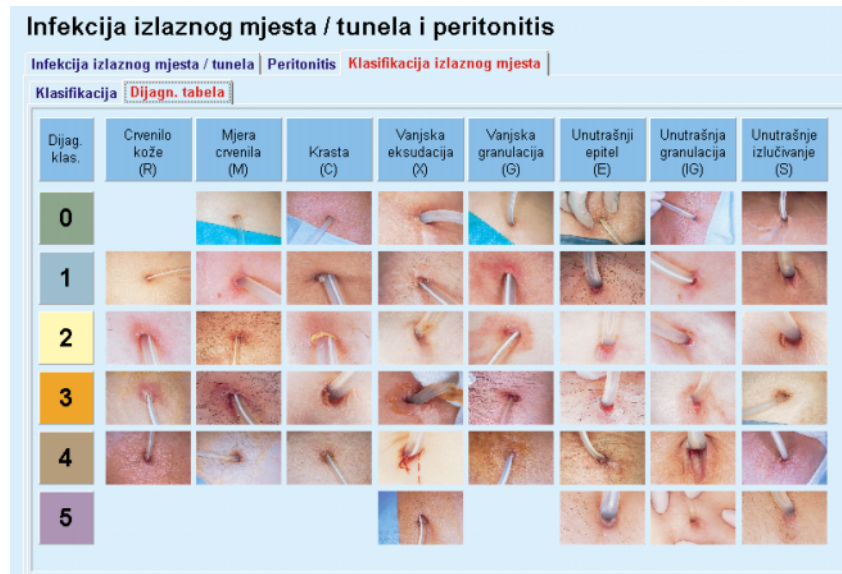 Infekcija izlaznog mjesta / tunela i peritonitis
Infekcija izlaznog mjesta / tunela Peritonitis Klasifikacija izlaznog mjesta
Klasifikacija Dijagn. tabela
Dijag. klas.
Crvenilo kože (R)
Mjera crvenila (M)
Krasta (C)
Vanjska eksudacija (X)
Vanjska granulacija (G)
Unutrašnji epitel (E)
Unutrašnja granulacija (IG)
Unutrašnje izlučivanje (S)
0
1
2
3
4
5